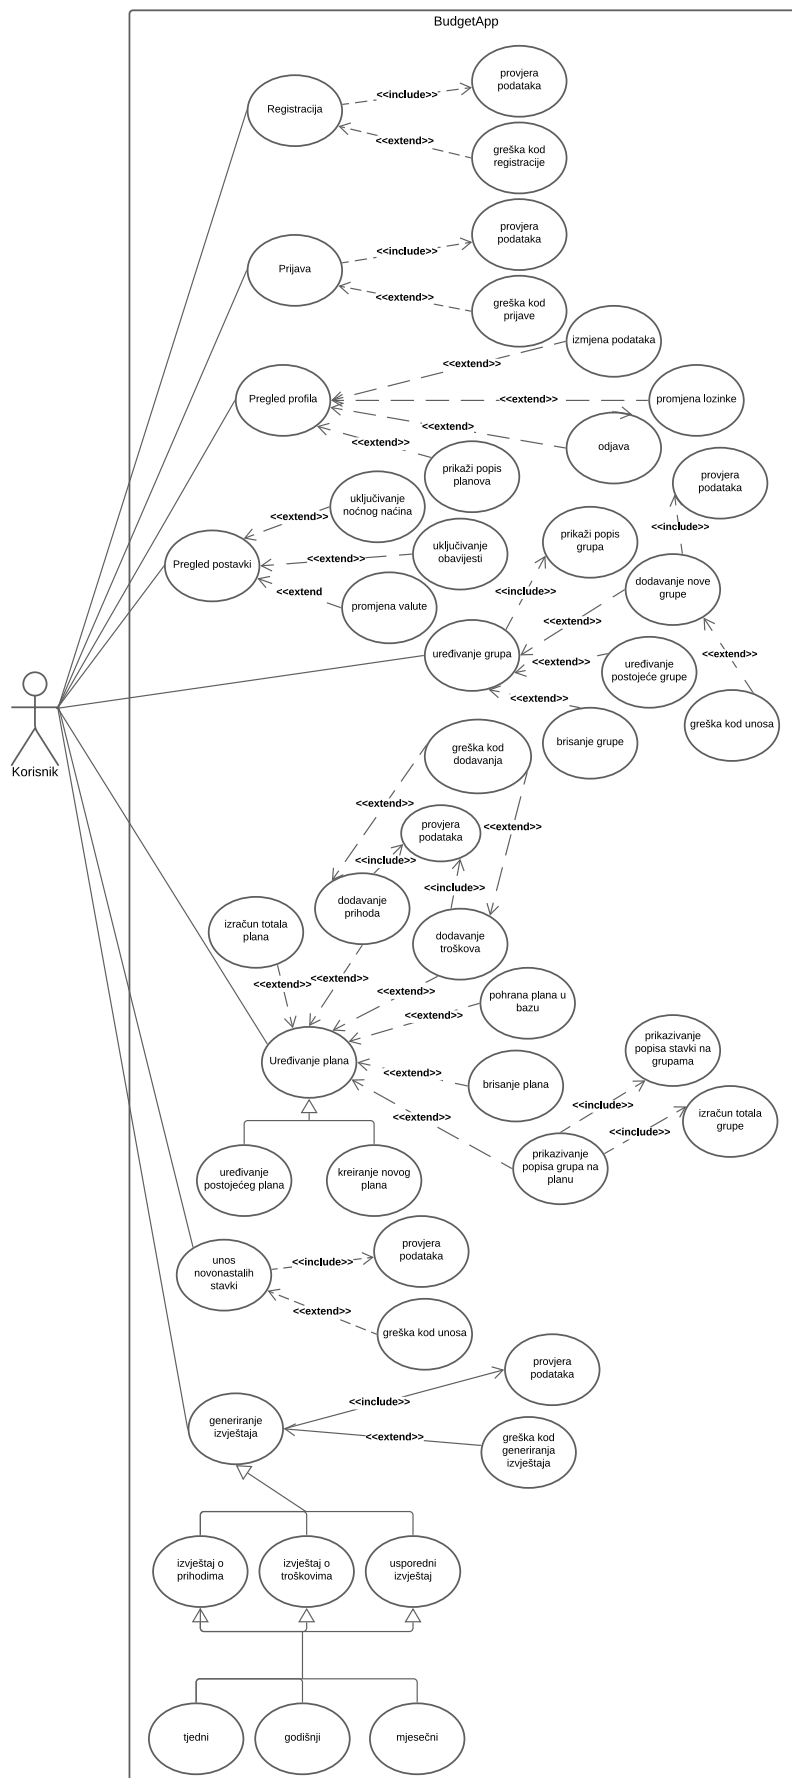 BudgetApp
provjera
podataka
<<include>>
Registracija
<<extend>>
greška kod
registracije
provjera
podataka
<<include>>
Prijava
<<extend>>
greška kod
prijave
izmjena podataka
<<extend>>
Pregled profila
<<extend>>
promjena lozinke
<<extend>
odjava
<<extend>>
prikaži popis
planova
provjera
podataka
uključivanje
noćnog naćina
<<extend>>
<<include>>
prikaži popis
grupa
uključivanje
obavijesti
<<extend>>
Pregled postavki
<<extend
promjena valute
<<include>>
dodavanje nove
grupe
<<extend>>
uređivanje grupa
<<extend>>
uređivanje
postojeće grupe
<<extend>>
<<extend>>
brisanje grupe
greška kod unosa
Korisnik
greška kod
dodavanja
<<extend>>
<<extend>>
provjera
podataka
<<include>>
<<include>>
dodavanje
prihoda
izračun totala
plana
dodavanje
troškova
<<extend>>
<<extend>>
<<extend>>
pohrana plana u
bazu
<<extend>>
Uređivanje plana
<<extend>>
brisanje plana
prikazivanje
popisa stavki na
grupama
<<include>>
<<extend>>
<<include>>
izračun totala
grupe
prikazivanje
popisa grupa na
planu
uređivanje
postojećeg plana
kreiranje novog
plana
provjera
podataka
<<include>>
unos
novonastalih
stavki
<<extend>>
greška kod unosa
provjera
podataka
<<include>>
generiranje
izvještaja
<<extend>>
greška kod
generiranja
izvještaja
izvještaj o
prihodima
izvještaj o
troškovima
usporedni
izvještaj
tjedni
godišnji
mjesečni